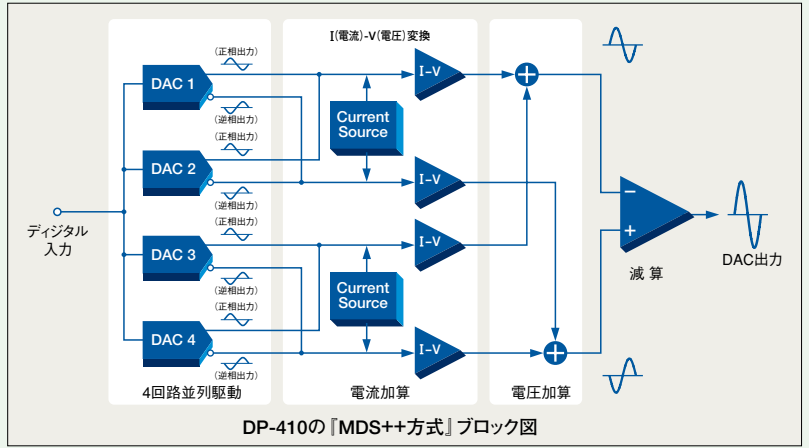 I(電流)-V(電圧)変換
(正相出力)
DAC 1
(逆相出力)
(正相出力)
DAC 2
(逆相出力)
(正相出力)
DAC 3
(逆相出力)
(正相出力)
DAC 4
(逆相出力)
ディジタル
入力
I-V
Current
Source
I-V
I-V
Current
Source
I-V
+
+
−
+
減 算
DAC出力
4回路並列駆動
電流加算
電圧加算
DP-410の『MDS++方式』ブロック図